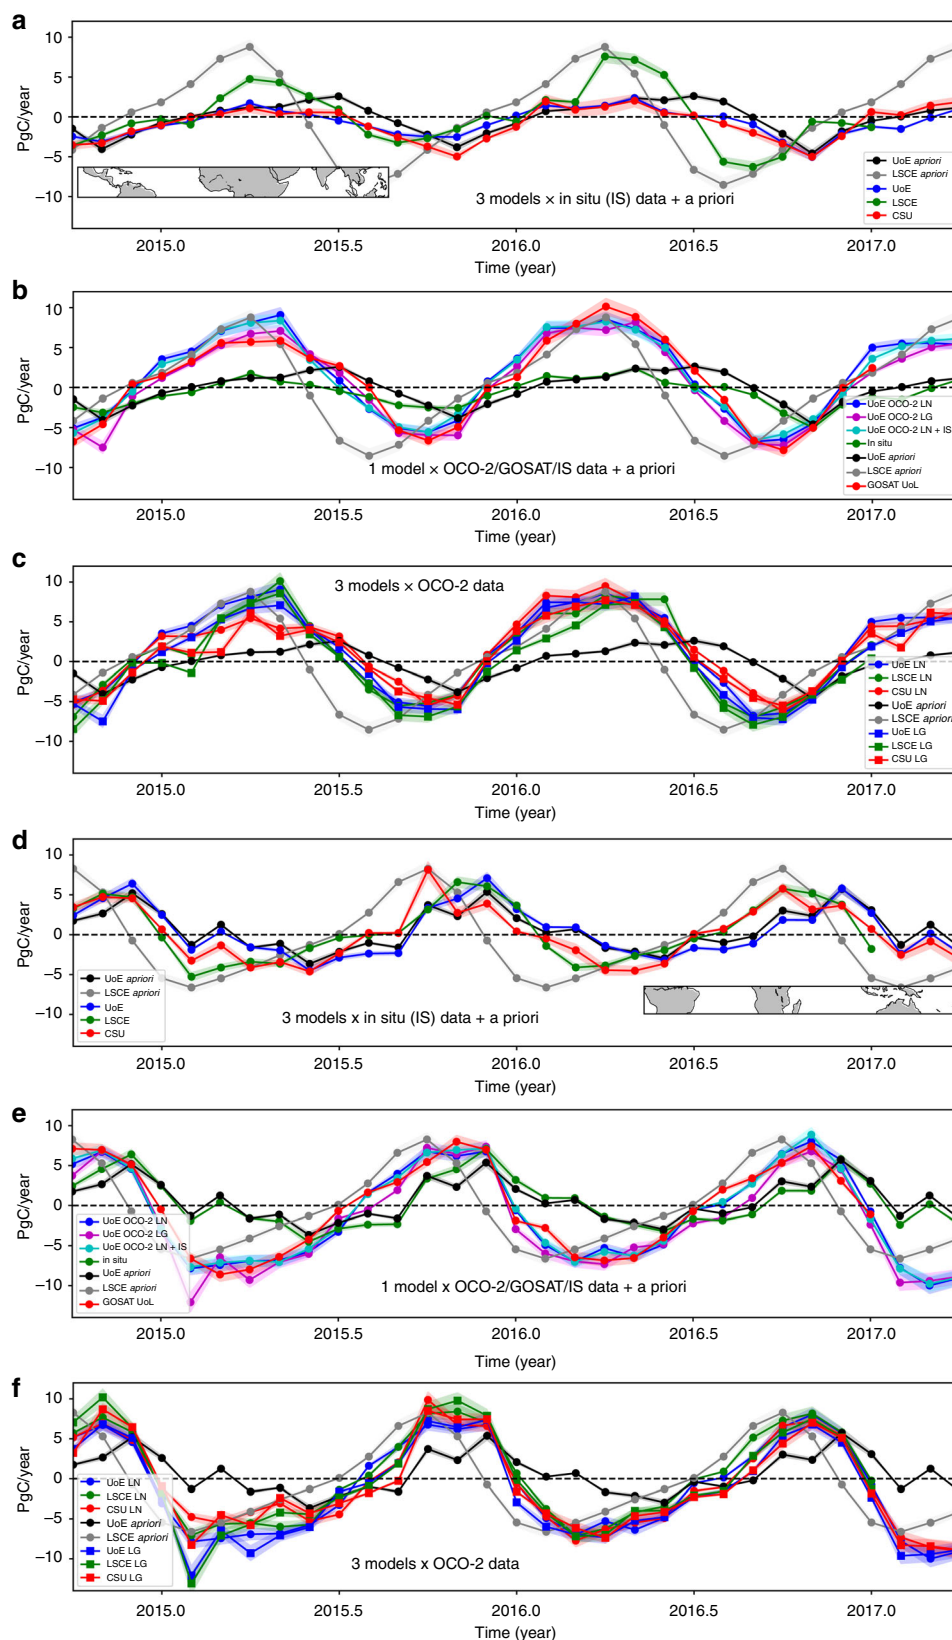 a
10
5
0
−5
−10
PgC/year
3 models × in situ (IS) data + a priori
UoE apriori
LSCE apriori
UoE
LSCE
CSU
2015.0
2015.5
2016.0
2016.5
2017.0
Time (year)
b
10
5
0
−5
−10
PgC/year
1 model × OCO-2/GOSAT/IS data + a priori
UoE OCO-2 LN
UoE OCO-2 LG
UoE OCO-2 LN + IS
In situ
UoE apriori
LSCE apriori
GOSAT UoL
2015.0
2015.5
2016.0
2016.5
2017.0
Time (year)
c
10
5
0
−5
−10
PgC/year
3 models × OCO-2 data
UoE LN
LSCE LN
CSU LN
UoE apriori
LSCE apriori
UoE LG
LSCE LG
CSU LG
2015.0
2015.5
2016.0
2016.5
2017.0
Time (year)
d
10
5
0
−5
−10
PgC/year
UoE apriori
LSCE apriori
UoE
LSCE
CSU
3 models x in situ (IS) data + a priori
2015.0
2015.5
2016.0
2016.5
2017.0
Time (year)
e
10
5
0
−5
−10
PgC/year
UoE OCO-2 LN
UoE OCO-2 LG
UoE OCO-2 LN + IS
in situ
UoE apriori
LSCE apriori
GOSAT UoL
1 model x OCO-2/GOSAT/IS data + a priori
2015.0
2015.5
2016.0
2016.5
2017.0
Time (year)
f
10
5
0
−5
−10
PgC/year
UoE LN
LSCE LN
CSU LN
UoE apriori
LSCE apriori
UoE LG
LSCE LG
CSU LG
3 models x OCO-2 data
2015.0
2015.5
2016.0
2016.5
2017.0
Time (year)